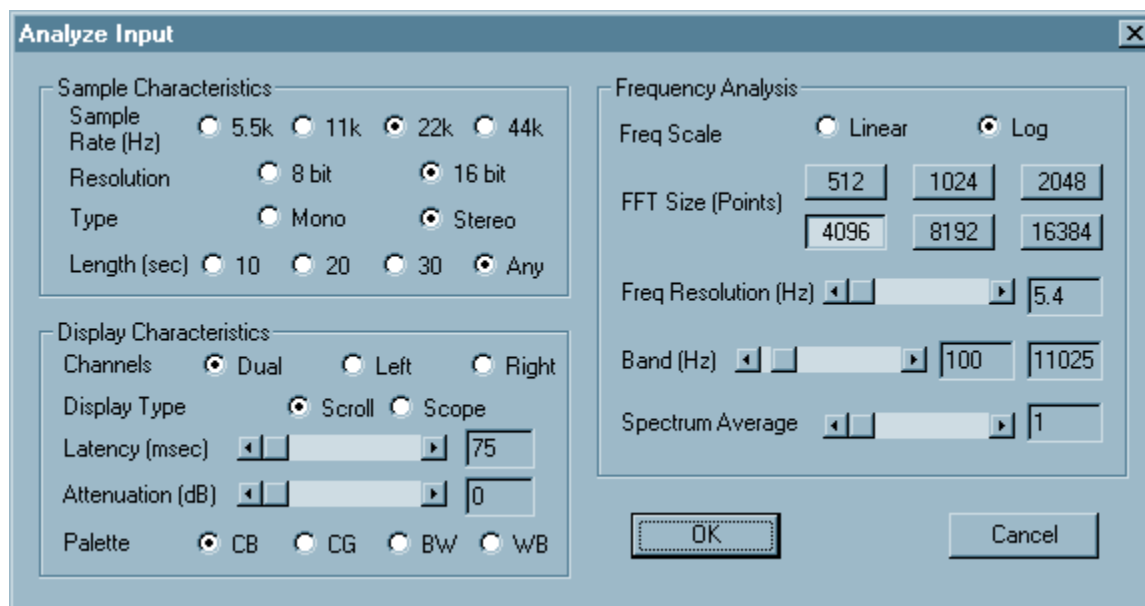 Analyze Input
Sample Characteristics
Sample
Rate (Hz) 5.5k 11k 22k 44k
Resolution 8 bit 16 bit
Type Mono Stereo
Length (sec) 10 20 30 Any
Display Characteristics
Channels Dual Left Right
Display Type Scroll Scope
Latency (msec) 75
Attenuation (dB) 0
Palette CB CG BW WB
Frequency Analysis
Freq Scale Linear Log
512 1024 2048
FFT Size (Points)
4096 8192 16384
Freq Resolution (Hz) 5.4
Band (Hz) 100 11025
Spectrum Average 1
OK Cancel